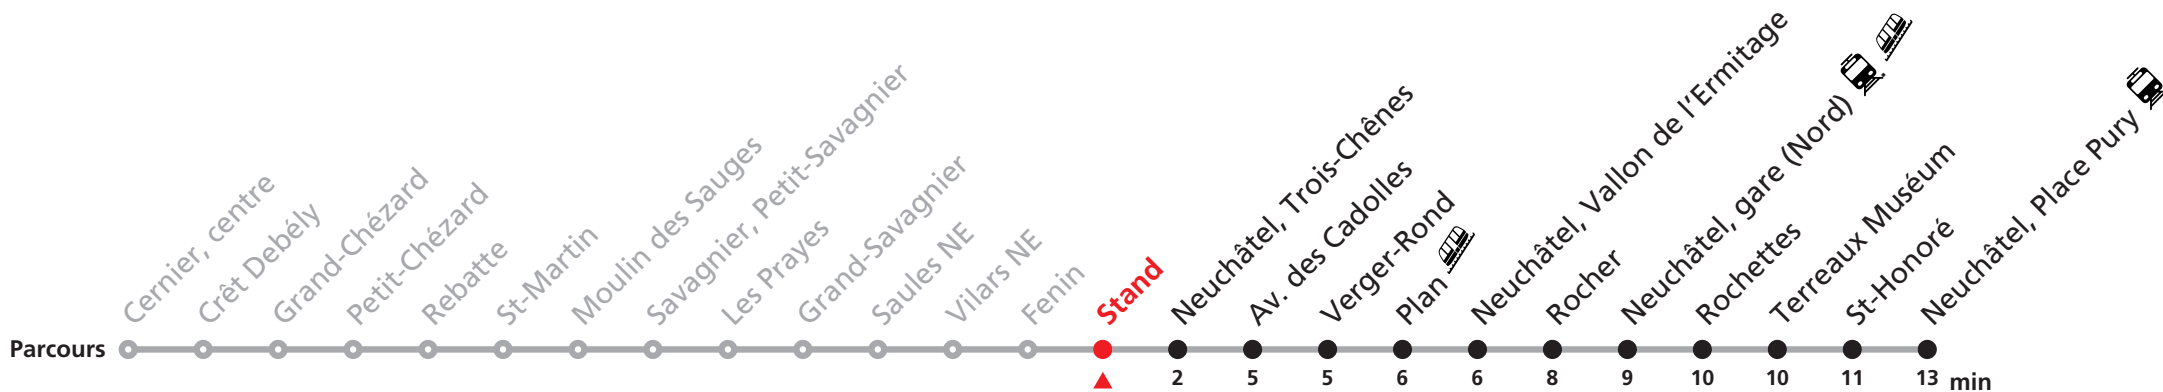 Cernier, centre
Crêt Debély
Grand-Chézard
Petit-Chézard
Rebatte
St-Martin
Moulin des Sauges
Savagnier, Petit-Savagnier
Les Prayes
Grand-Savagnier
Saules NE
Vilars NE
Fenin
Stand
Neuchâtel, Trois-Chênes
Av. des Cadolles
Verger-Rond
Plan
Neuchâtel, Vallon de l'Ermitage
Rocher
Neuchâtel, gare (Nord)
Rochettes
Terreaux Muséum
St-Honoré
Neuchâtel, Place Pury
Parcours
2 5 5 6 6 8 9 10 10 11 13 min